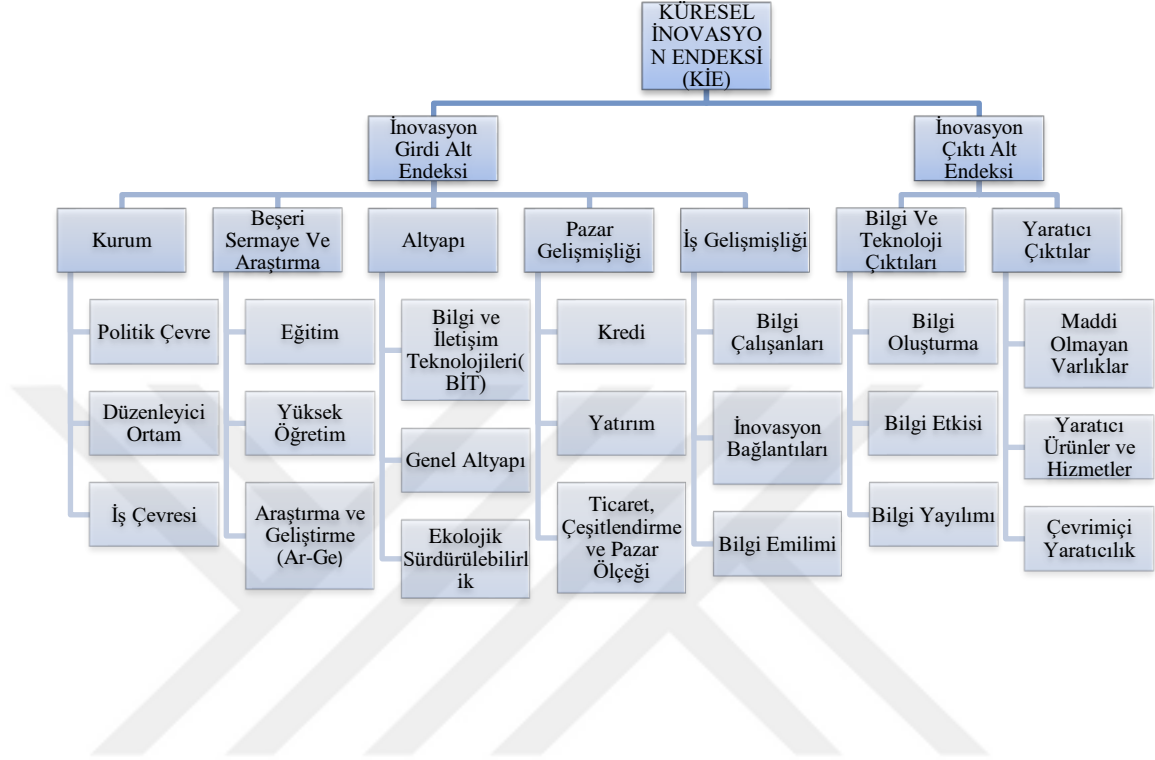 KÜRESEL
İNOVASYO
N ENDEKSİ
(KİE)
İnovasyon
Girdi Alt
Endeksi
İnovasyon
Çıktı Alt
Endeksi
Kurum
Beşeri
Sermaye Ve
Araştırma
Altyapı
Pazar
Gelişmişliği
İş Gelişmişliği
Bilgi Ve
Teknoloji
Çıktıları
Yaratıcı
Çıktılar
Politik Çevre
Düzenleyici
Ortam
İş Çevresi
Eğitim
Yüksek
Öğretim
Araştırma ve
Geliştirme
(Ar-Ge)
Bilgi ve
İletişim
Teknolojileri(
BİT)
Genel Altyapı
Ekolojik
Sürdürülebilirl
ik
Kredi
Yatırım
Ticaret,
Çeşitlendirme
ve Pazar
Ölçeği
Bilgi
Çalışanları
İnovasyon
Bağlantıları
Bilgi Emilimi
Bilgi
Oluşturma
Bilgi Etkisi
Bilgi Yayılımı
Maddi
Olmayan
Varlıklar
Yaratıcı
Ürünler ve
Hizmetler
Çevrimiçi
Yaratıcılık